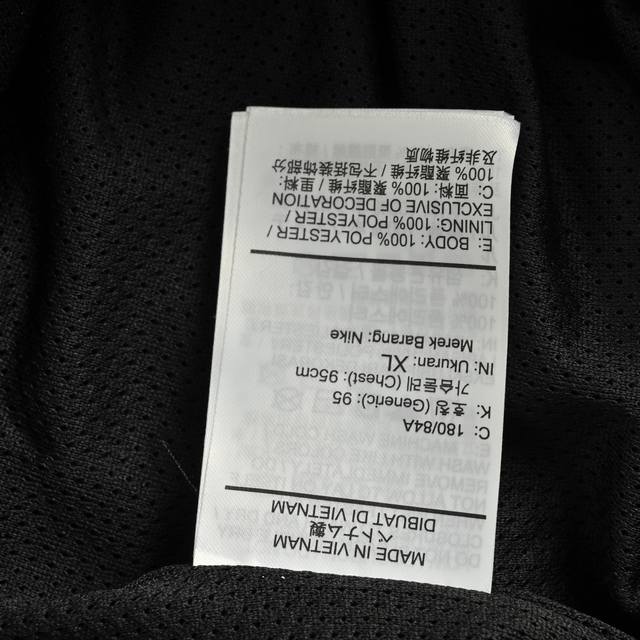 MADE IN VIETNAM
ベトナム製
DIBUAT DI VIETNAM
C: 180/84A
K: 호칭 (Generic): 95
가슴둘레 (Chest): 95cm
IN: Ukuran: XL
Merek Barang: Nike
E: BODY: 100% POLYESTER /
LINING: 100% POLYESTER /
EXCLUSIVE OF DECORATION
C: 面料: 100% 聚酯纤维 / 里料:
100% 聚酯纤维 / 不包括装饰部分
及非纤维物质